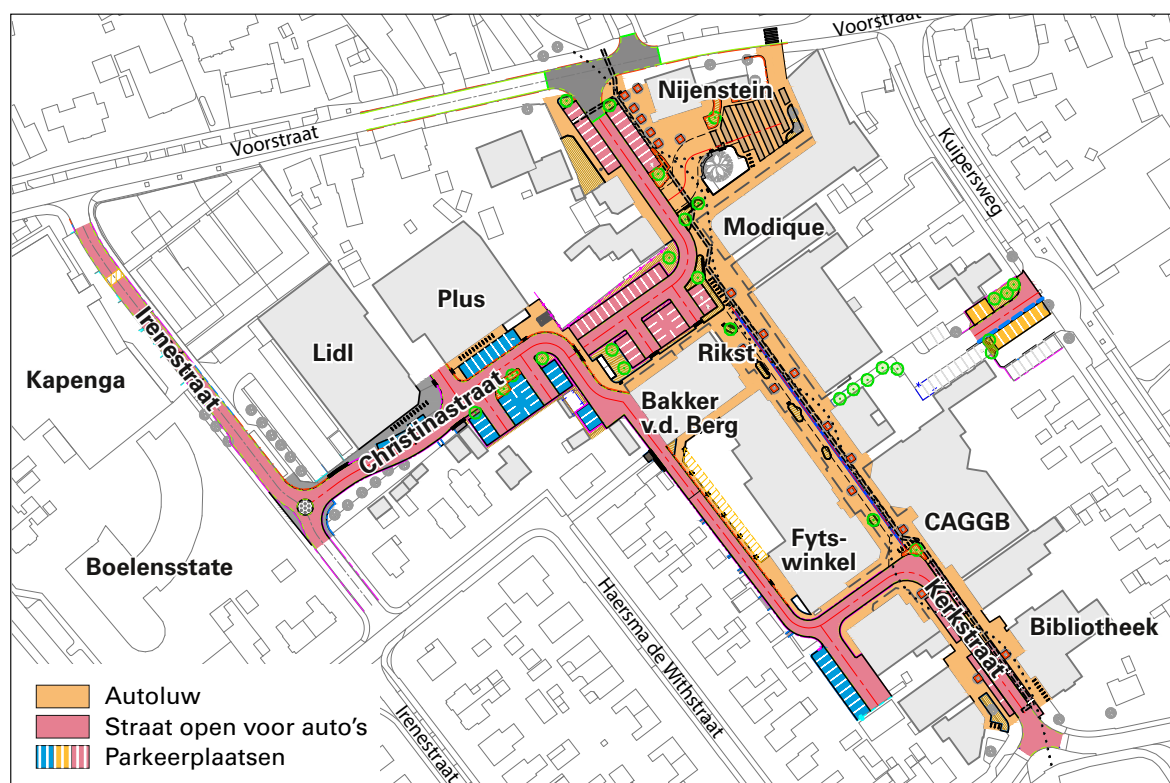 Voorstraat
Nijenstein
Voorstraat
Kuipersweg
Modique
Plus
Irenestraat
Lidl
Rikst
Kapenga
Christinastraat
Bakker
v.d. Berg
CAGGB
Fyts-
winkel
Boelensstate
Haersma de Withstraat
Kerkstraat
Bibliotheek
Irenestraat
Autoluw
Straat open voor auto's
Parkeerplaatsen